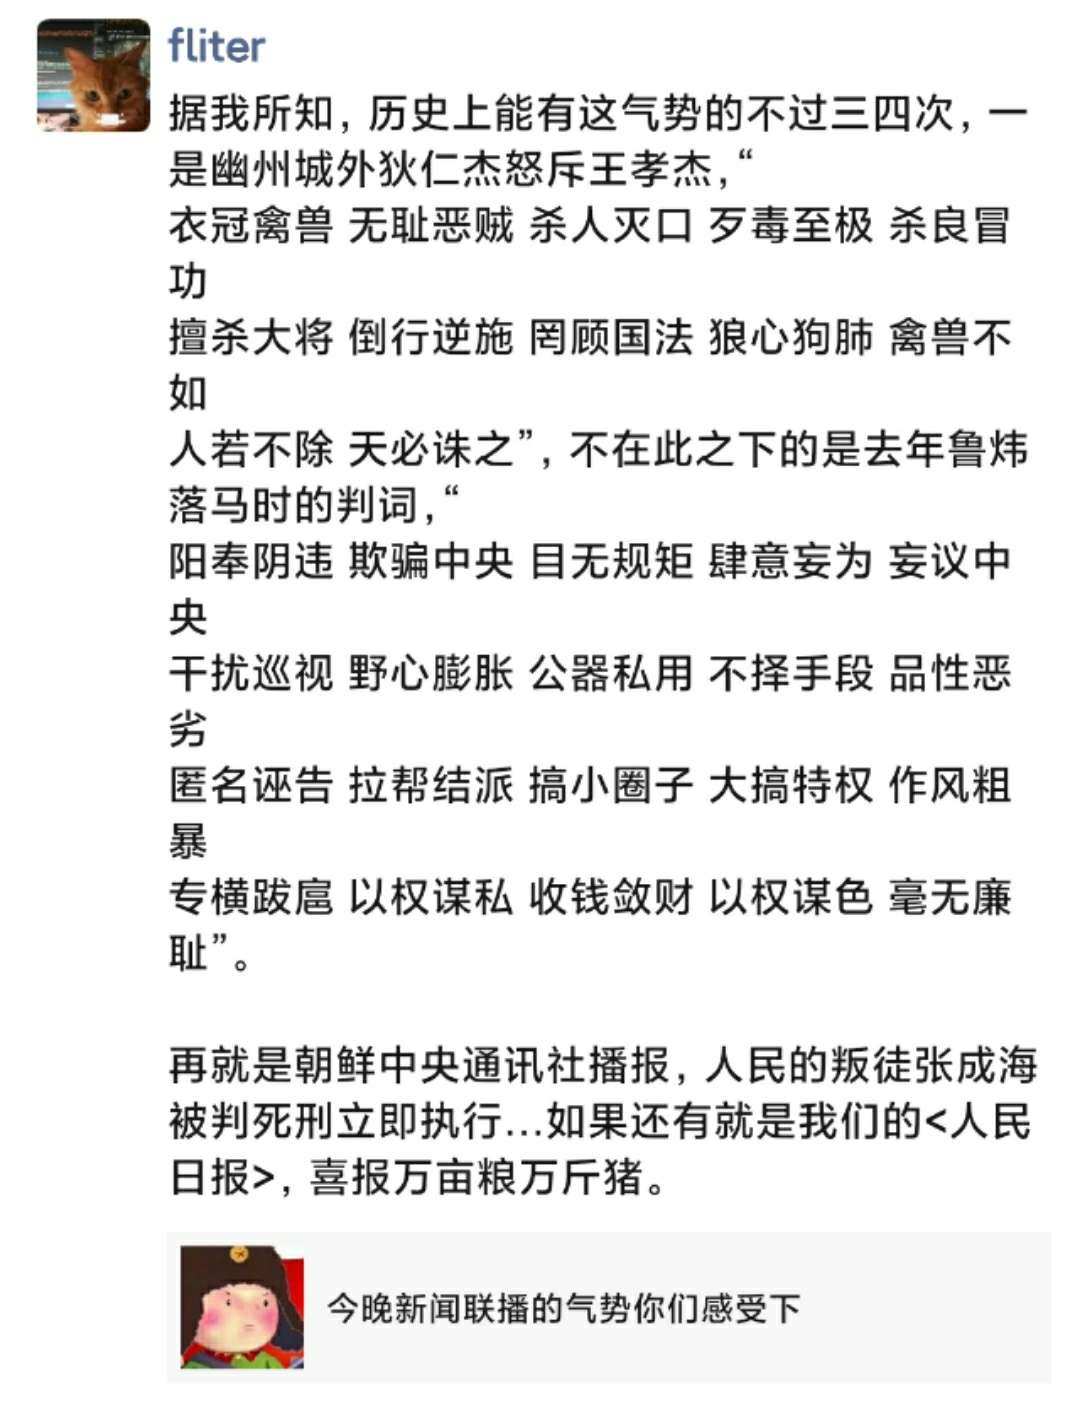 fliter
据我所知，历史上能有这气势的不过三四次，一
是幽州城外狄仁杰怒斥王孝杰，“
衣冠禽兽 无耻恶贼 杀人灭口 歹毒至极 杀良冒
功
擅杀大将 倒行逆施 罔顾国法 狼心狗肺 禽兽不
如
人若不除 天必诛之”，不在此之下的是去年鲁炜
落马时的判词，“
阳奉阴违 欺骗中央 目无规矩 肆意妄为 妄议中
央
干扰巡视 野心膨胀 公器私用 不择手段 品性恶
劣
匿名诬告 拉帮结派 搞小圈子 大搞特权 作风粗
暴
专横跋扈 以权谋私 收钱敛财 以权谋色 毫无廉
耻”。
再就是朝鲜中央通讯社播报，人民的叛徒张成海
被判死刑立即执行...如果还有就是我们的<人民
日报>，喜报万亩粮万斤猪。
今晚新闻联播的气势你们感受下